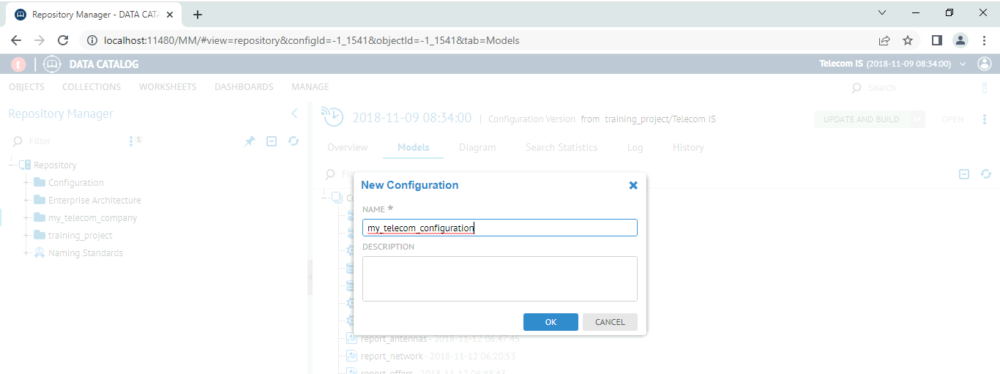 Repository Manager - DATA CATA
localhost:11480/MM/#view=repository&configId=-1_1541&objectId=-1_1541&tab=Models
t DATA CATALOG Telecom IS (2018-11-09 08:34:00)
OBJECTS COLLECTIONS WORKSHEETS DASHBOARDS MANAGE Search
Repository Manager 2018-11-09 08:34:00 | Configuration Version from training_project/Telecom IS UPDATE AND BUILD OPEN
Filter 1
Overview Models Diagram Search Statistics Log History
Repository
Configuration
Enterprise Architecture
my_telecom_company
training_project
Naming Standards
New Configuration
NAME *
my_telecom_configuration
DESCRIPTION
OK CANCEL
report_antennas - 2018-11-12 06:47:45
report_network - 2018-11-12 06:20:53
report_offers - 2018-11-12 06:48:43